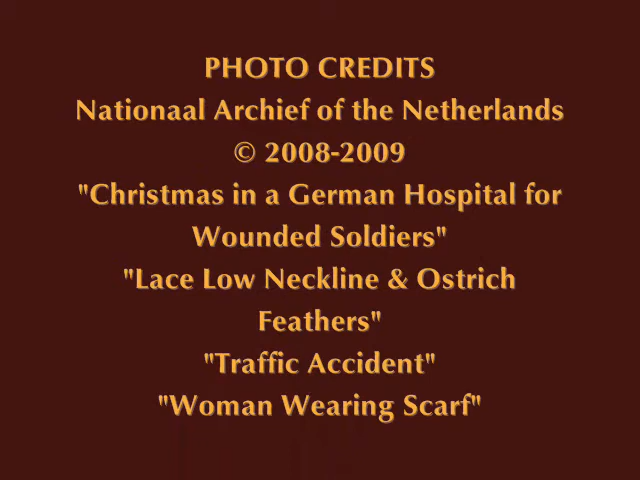 PHOTO CREDITS
Nationaal Archief of the Netherlands
© 2008-2009
"Christmas in a German Hospital for
Wounded Soldiers"
"Lace Low Neckline & Ostrich
Feathers"
"Traffic Accident"
"Woman Wearing Scarf"